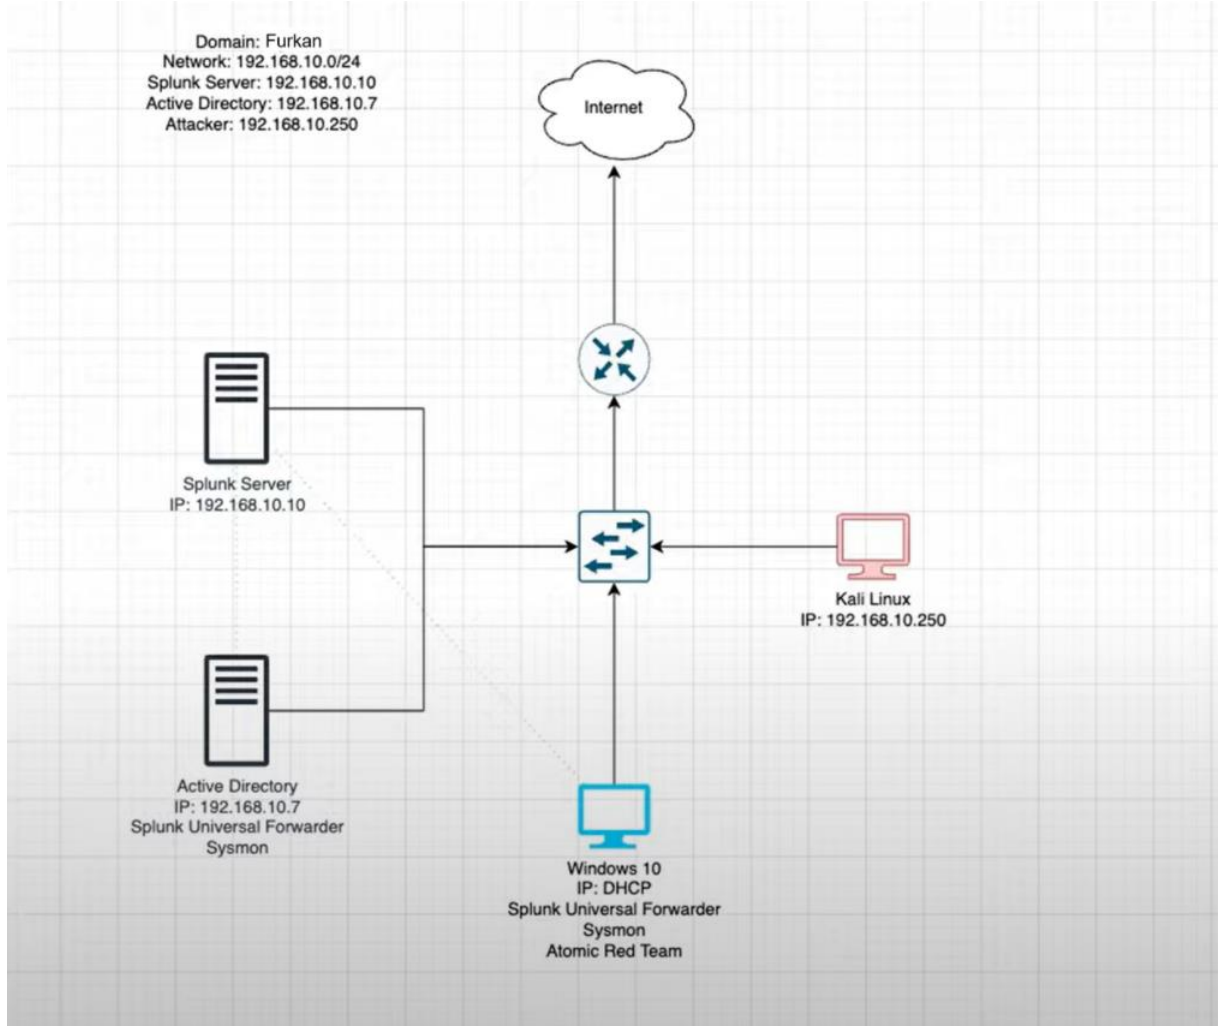 Domain: Furkan
Network: 192.168.10.0/24
Splunk Server: 192.168.10.10
Active Directory: 192.168.10.7
Attacker: 192.168.10.250
Internet
Splunk Server
IP: 192.168.10.10
Kali Linux
IP: 192.168.10.250
Active Directory
IP: 192.168.10.7
Splunk Universal Forwarder
Sysmon
Windows 10
IP: DHCP
Splunk Universal Forwarder
Sysmon
Atomic Red Team